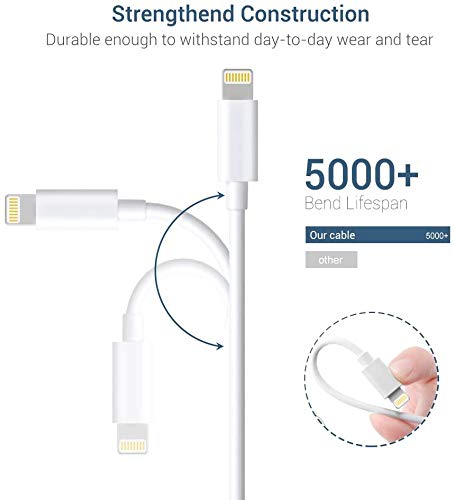 Strengthend Construction
Durable enough to withstand day-to-day wear and tear
5000+
Bend Lifespan
Our cable 5000+
other